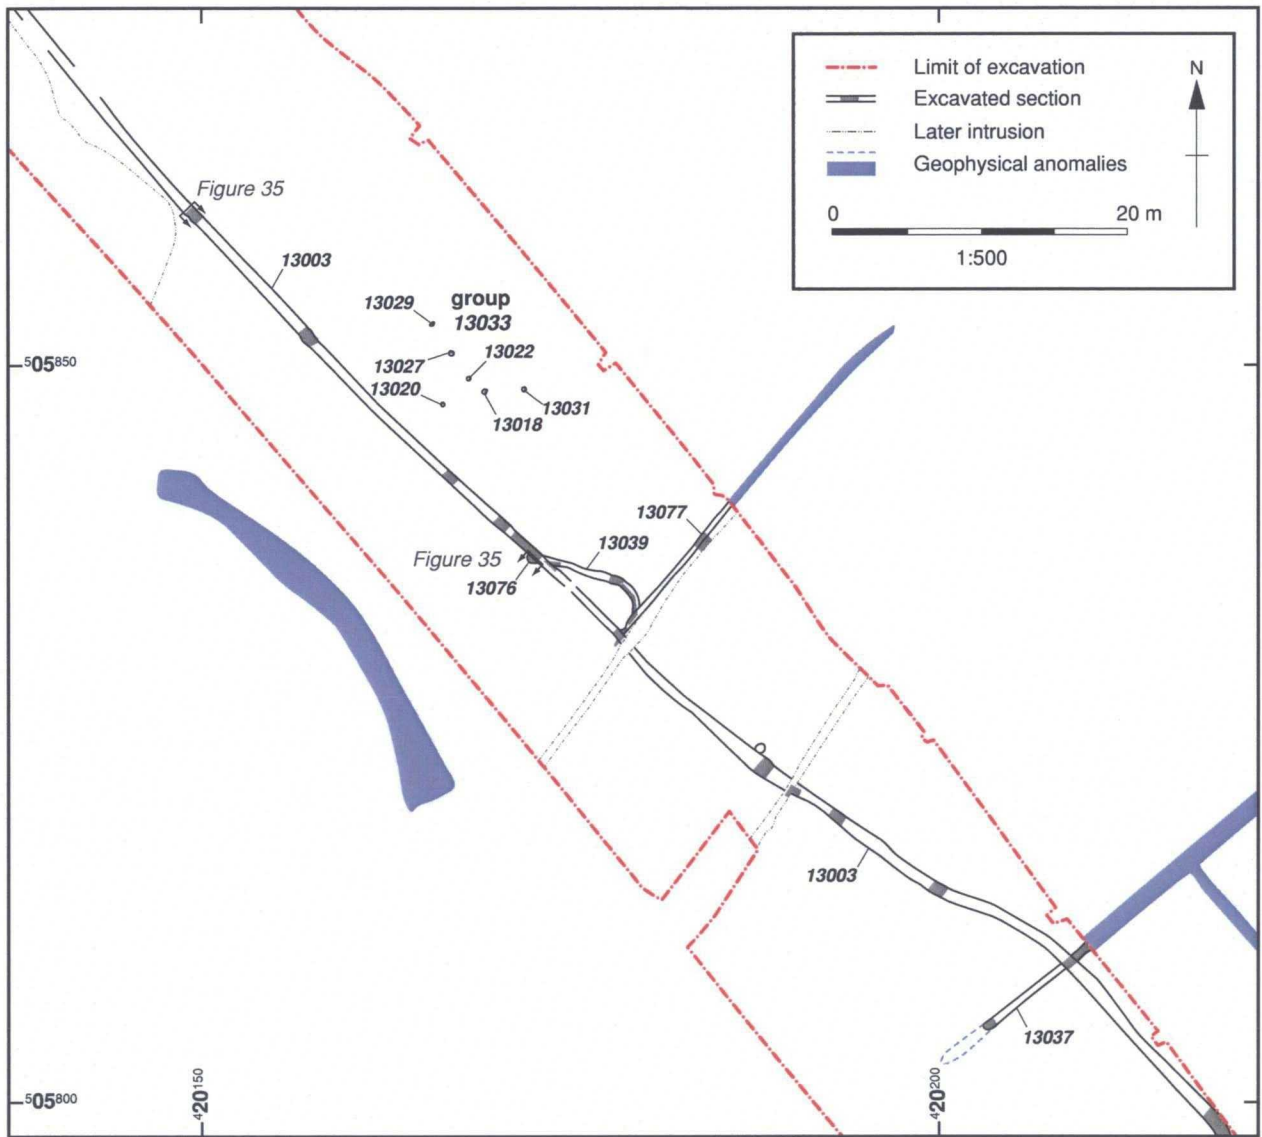 Limit of excavation
N
Excavated section
Later intrusion
Geophysical anomalies
0
20 m
1:500
Figure 35
13003
13029
group
13033
13027
13022
13020
13031
13018
505850
13077
13039
Figure 35
13076
13003
13037
505800
420150
420200